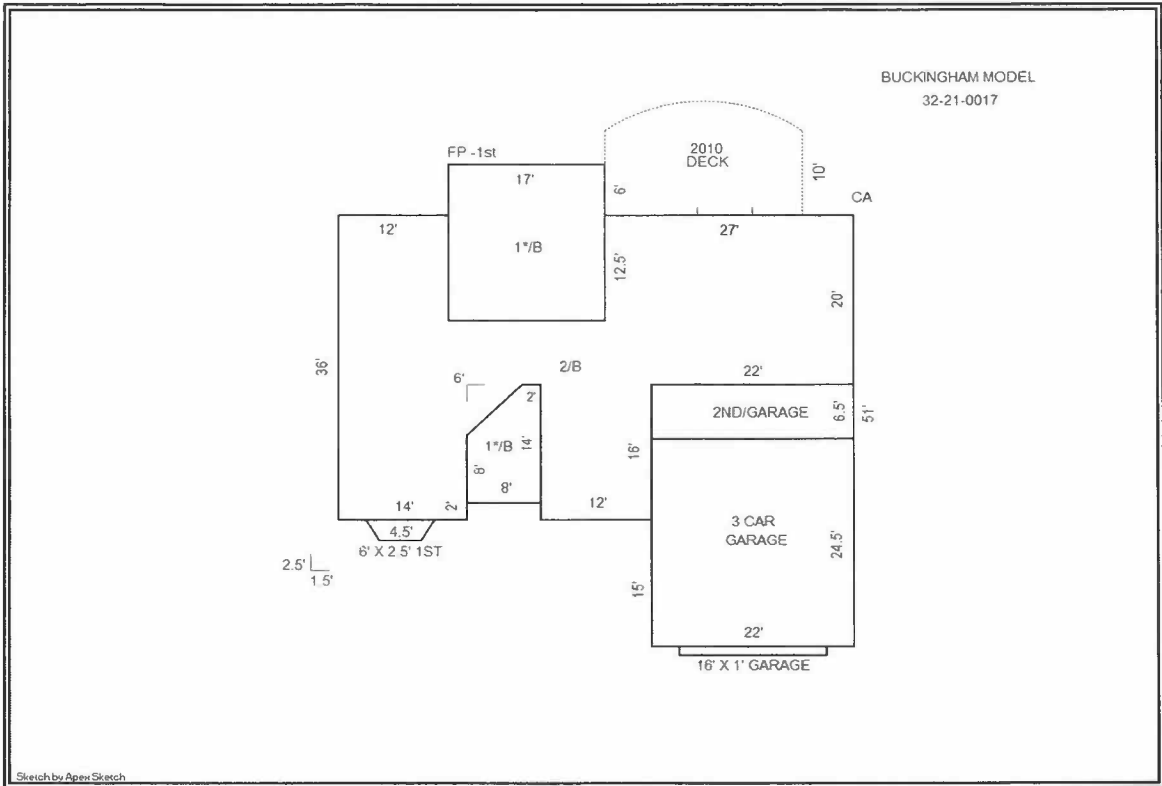 BUCKINGHAM MODEL
32-21-0017
2010
DECK
10'
FP -1st
17'
6'
CA
12'
27'
1*/B
12.5'
20'
36'
2/B
6'
22'
2'
2ND/GARAGE
6.5'
51'
1*/B
14'
16'
8'
8'
14'
2'
12'
3 CAR
GARAGE
24.5'
4.5'
6' X 2.5' 1ST
2.5'
1.5'
15'
22'
16' X 1' GARAGE
Sketch by Apex Sketch